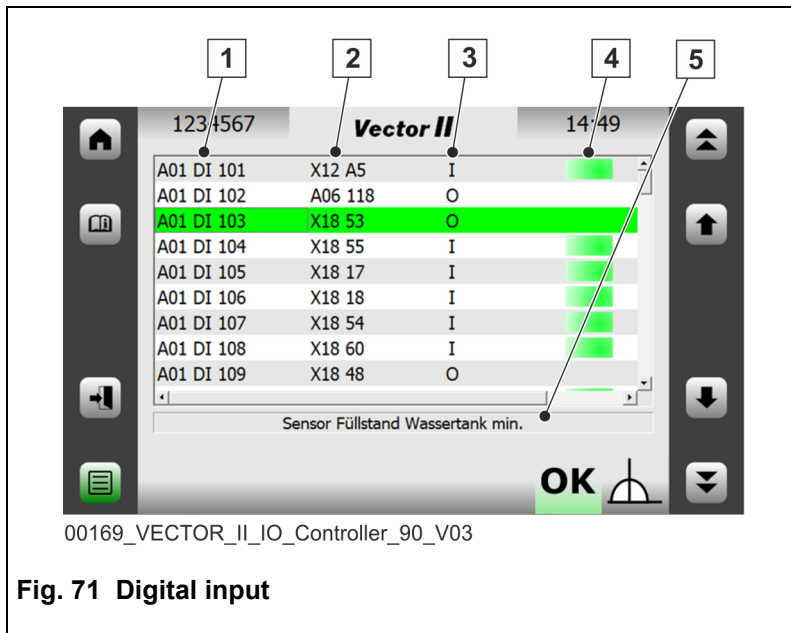 1 2 3 4 5
1234567 Vector II 14:49
A01 DI 101 X12 A5 I
A01 DI 102 A06 118 O
A01 DI 103 X18 53 O
A01 DI 104 X18 55 I
A01 DI 105 X18 17 I
A01 DI 106 X18 18 I
A01 DI 107 X18 54 I
A01 DI 108 X18 60 I
A01 DI 109 X18 48 O
Sensor Füllstand Wassertank min.
OK
00169_VECTOR_II_IO_Controller_90_V03
Fig. 71 Digital input